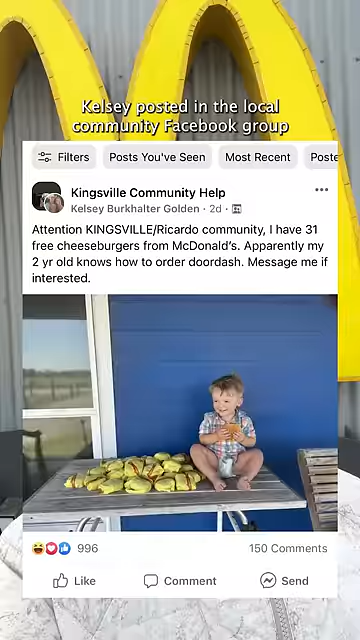 Kelsey posted in the local
community Facebook group
Filters
Posts You've Seen
Most Recent
Poste
Kingsville Community Help
Kelsey Burkhalter Golden · 2d ·
Attention KINGSVILLE/Ricardo community, I have 31
free cheeseburgers from McDonald's. Apparently my
2 yr old knows how to order doordash. Message me if
interested.
996
150 Comments
Like
Comment
Send